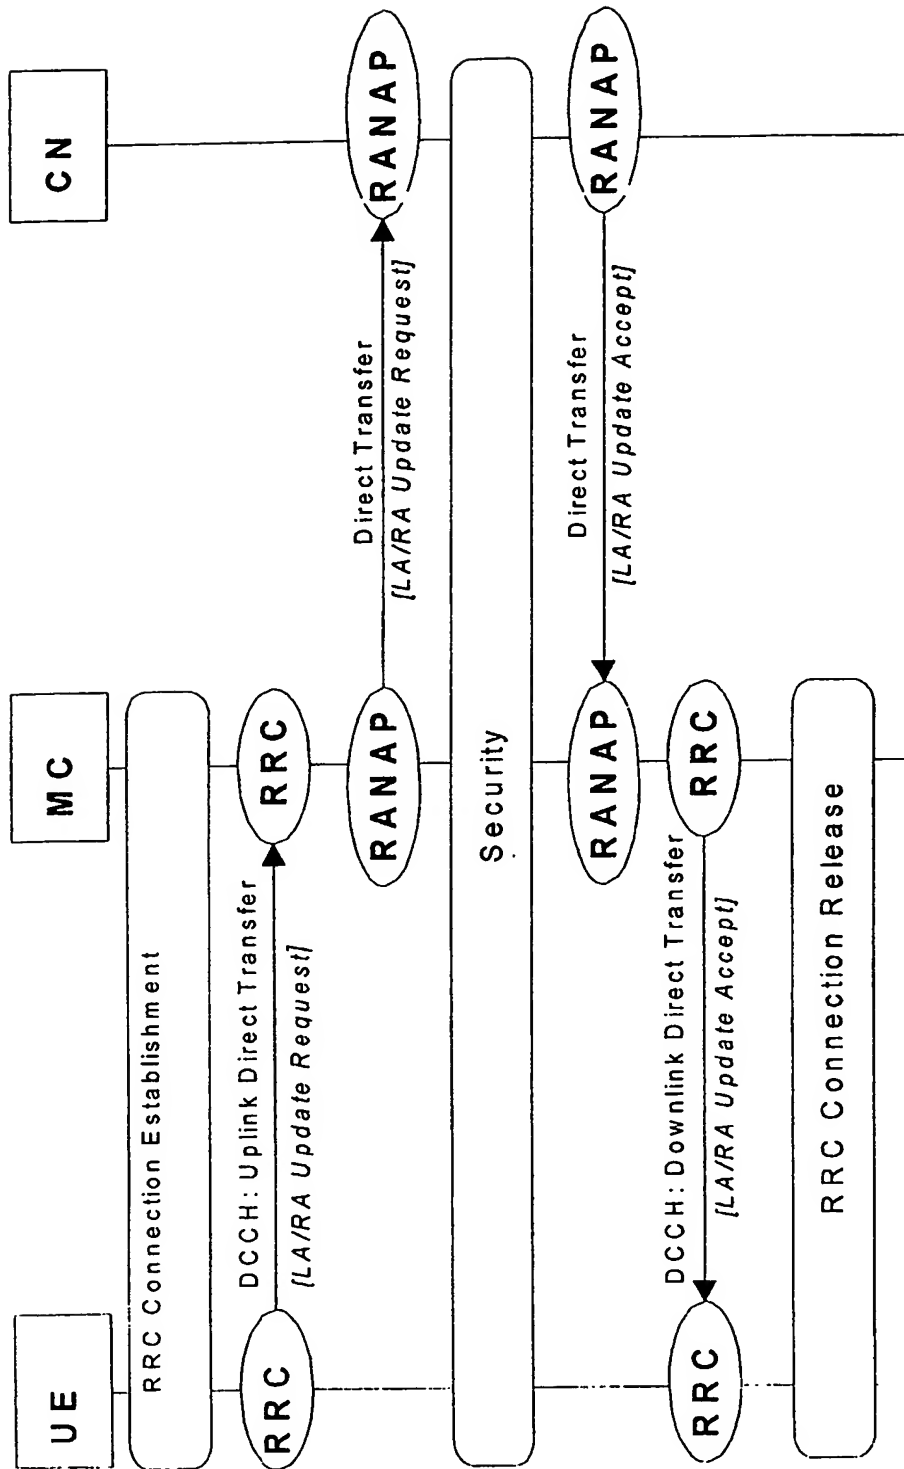 UE
MC
CN
RRC Connection Establishment
DCCH: Uplink Direct Transfer
RRC
RRC
[LA/RA Update Request]
Direct Transfer
RANAP
RANAP
[LA/RA Update Request]
Security
Direct Transfer
RANAP
RANAP
[LA/RA Update Accept]
DCCH: Downlink Direct Transfer
RRC
RRC
[LA/RA Update Accept]
RRC Connection Release